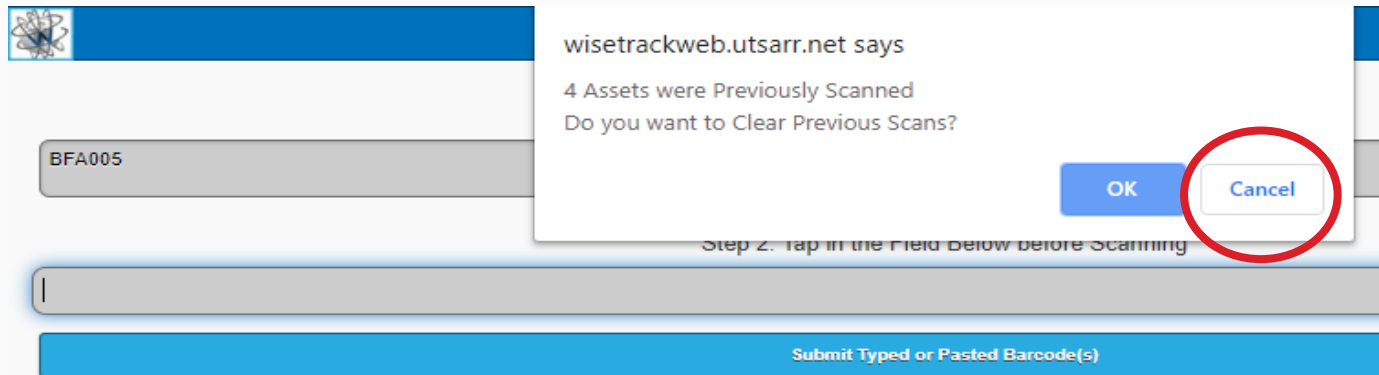 wisetrackweb.utsarr.net says
4 Assets were Previously Scanned
Do you want to Clear Previous Scans?
OK Cancel
BFA005
Step 2: Tap in the Field Below before Scanning
Submit Typed or Pasted Barcode(s)